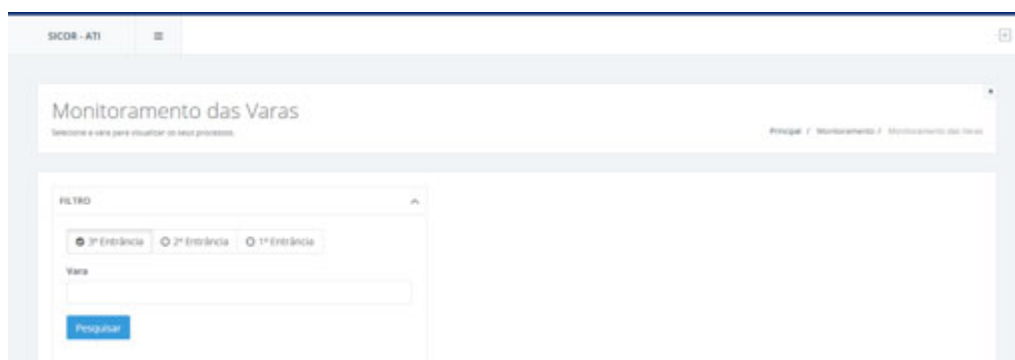 SICOR - ATI
Monitoramento das Varas
Selecione a vara para visualizar os seus processos.
Principal / Monitoramento / Monitoramento das Varas
FILTRO
3ª Entrância 2ª Entrância 1ª Entrância
Vara
Pesquisar